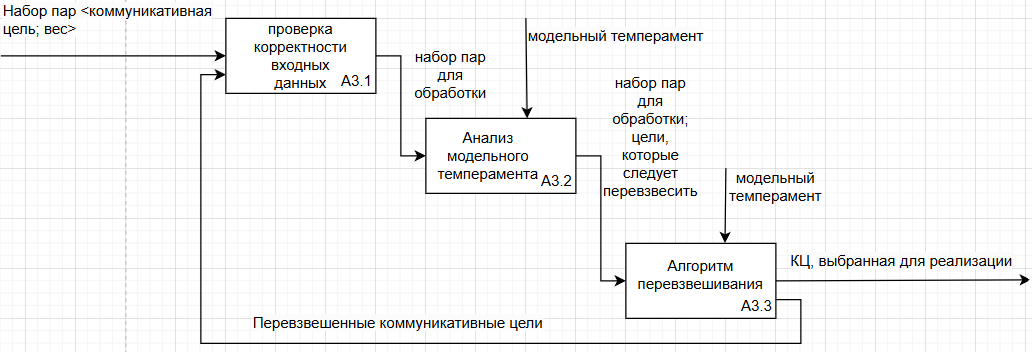 Набор пар <коммуникативная
цель; вес>
проверка
корректности
входных
данных
А3.1
набор пар
для
обработки
модельный темперамент
Анализ
модельного
темперамента
А3.2
набор пар
для
обработки;
цели,
которые
следует
перевзвесить
модельный
темперамент
Алгоритм
перевзвешивания
А3.3
КЦ, выбранная для реализации
Перевзвешенные коммуникативные цели